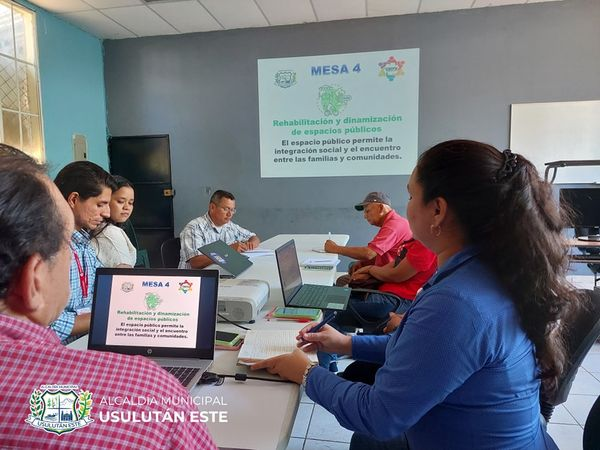 MESA 4
Rehabilitación y dinamización
de espacios públicos
El espacio público permite la
integración social y el encuentro
entre las familias y comunidades.
MESA 4
Rehabilitación y dinamización
de espacios públicos
El espacio público permite la
integración social y el encuentro
entre las familias y comunidades.
ALCALDÍA MUNICIPAL
USULUTÁN ESTE